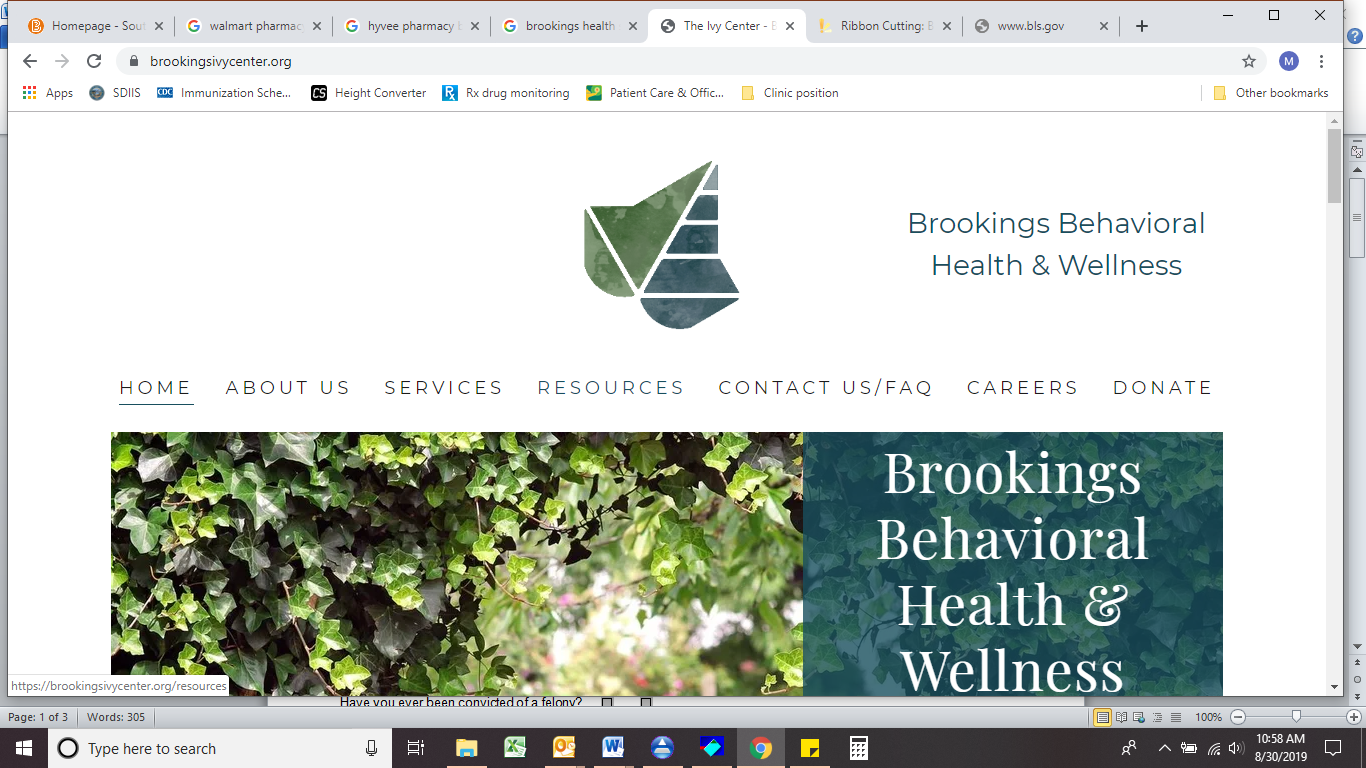 Homepage - Sout
walmart pharmac
hyvee pharmacy b
brookings health
The Ivy Center - B
Ribbon Cutting: B
www.bls.gov
brookingsivycenter.org
M
Apps
SDIIS
CDC Immunization Sche...
CS Height Converter
Rx Rx drug monitoring
Patient Care & Offic...
Clinic position
Other bookmarks
Brookings Behavioral
Health & Wellness
HOME
ABOUT US
SERVICES
RESOURCES
CONTACT US/FAQ
CAREERS
DONATE
Brookings
Behavioral
Health &
Wellness
https://brookingsivycenter.org/resources
Have you ever been convicted of a felony?
Page: 1 of 3
Words: 305
100%
Type here to search
10:58 AM
8/30/2019